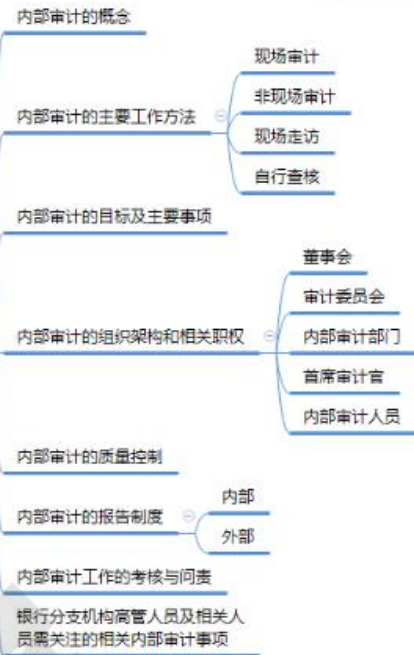 内部审计的概念
内部审计的主要工作方法
现场审计
非现场审计
现场走访
自行查核
内部审计的目标及主要事项
内部审计的组织架构和相关职权
董事会
审计委员会
内部审计部门
首席审计官
内部审计人员
内部审计的质量控制
内部审计的报告制度
内部
外部
内部审计工作的考核与问责
银行分支机构高管人员及相关人
员需关注的相关内部审计事项